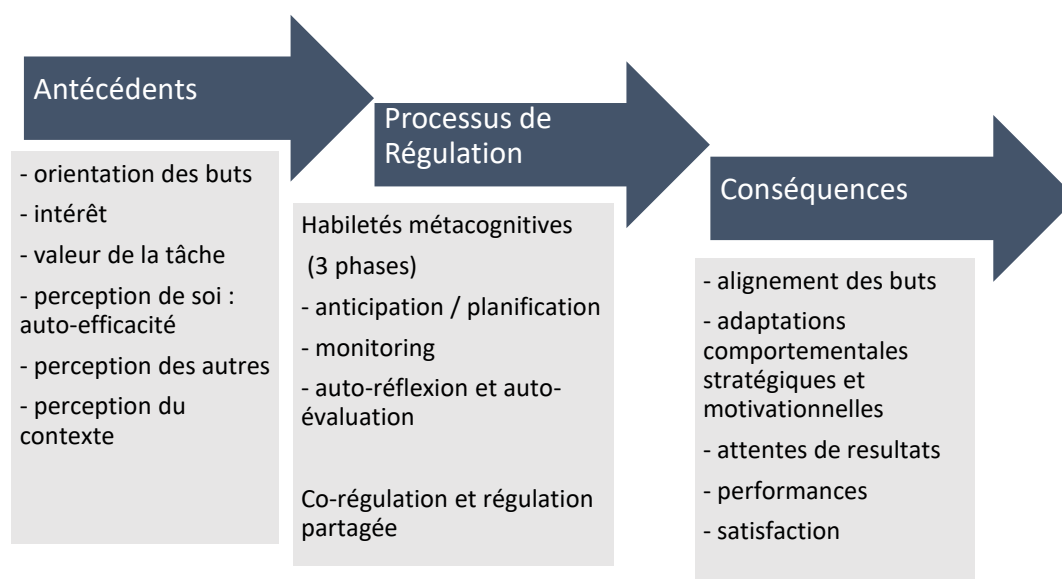 Antécédents
- orientation des buts
- intérêt
- valeur de la tâche
- perception de soi :
auto-efficacité
- perception des autres
- perception du
contexte
Processus de
Régulation
Habiletés métacognitives
(3 phases)
- anticipation / planification
- monitoring
- auto-réflexion et auto-
évaluation
Co-régulation et régulation
partagée
Conséquences
- alignement des buts
- adaptations
comportementales
stratégiques et
motivationnelles
- attentes de resultats
- performances
- satisfaction